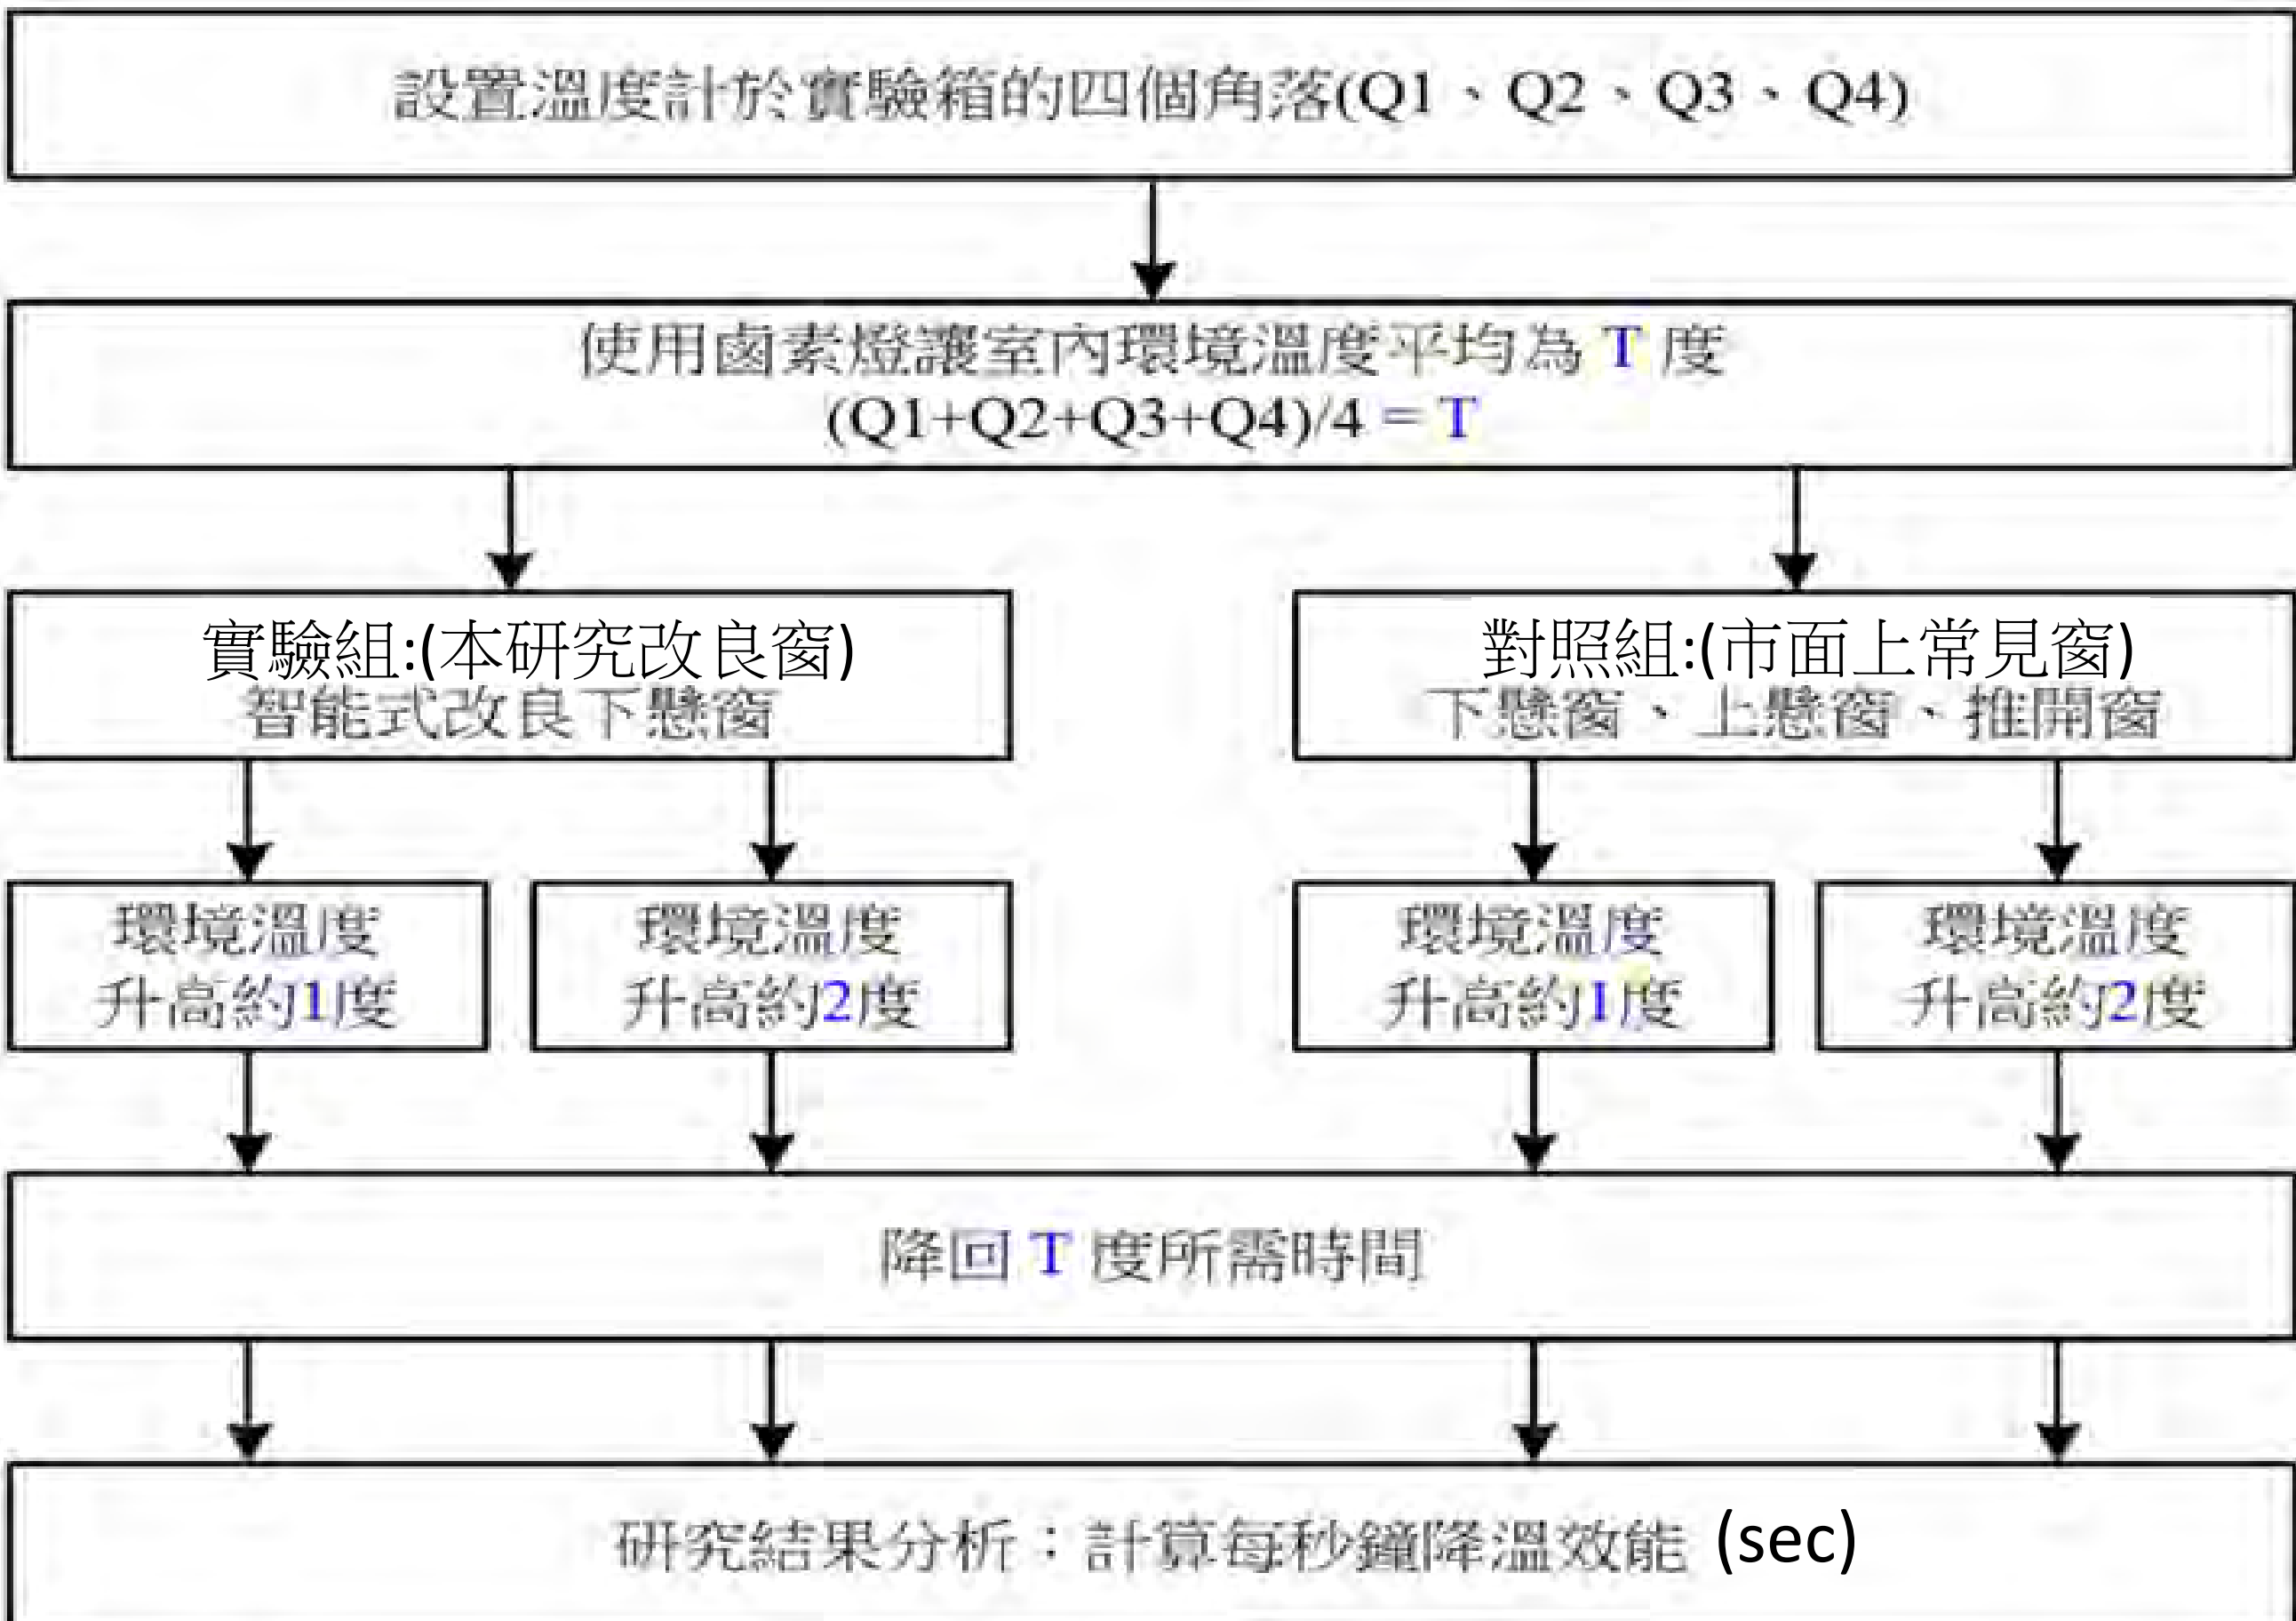 設置溫度計於實驗箱的四個角落(Q1、Q2、Q3、Q4)
使用鹵素燈讓室內環境溫度平均為 T 度
(Q1+Q2+Q3+Q4)/4 = T
實驗組:(本研究改良窗)
智能式改良下懸窗
對照組:(市面上常見窗)
下懸窗、上懸窗、推開窗
環境溫度
升高約1度
環境溫度
升高約2度
環境溫度
升高約1度
環境溫度
升高約2度
降回 T 度所需時間
研究結果分析：計算每秒鐘降溫效能 (sec)